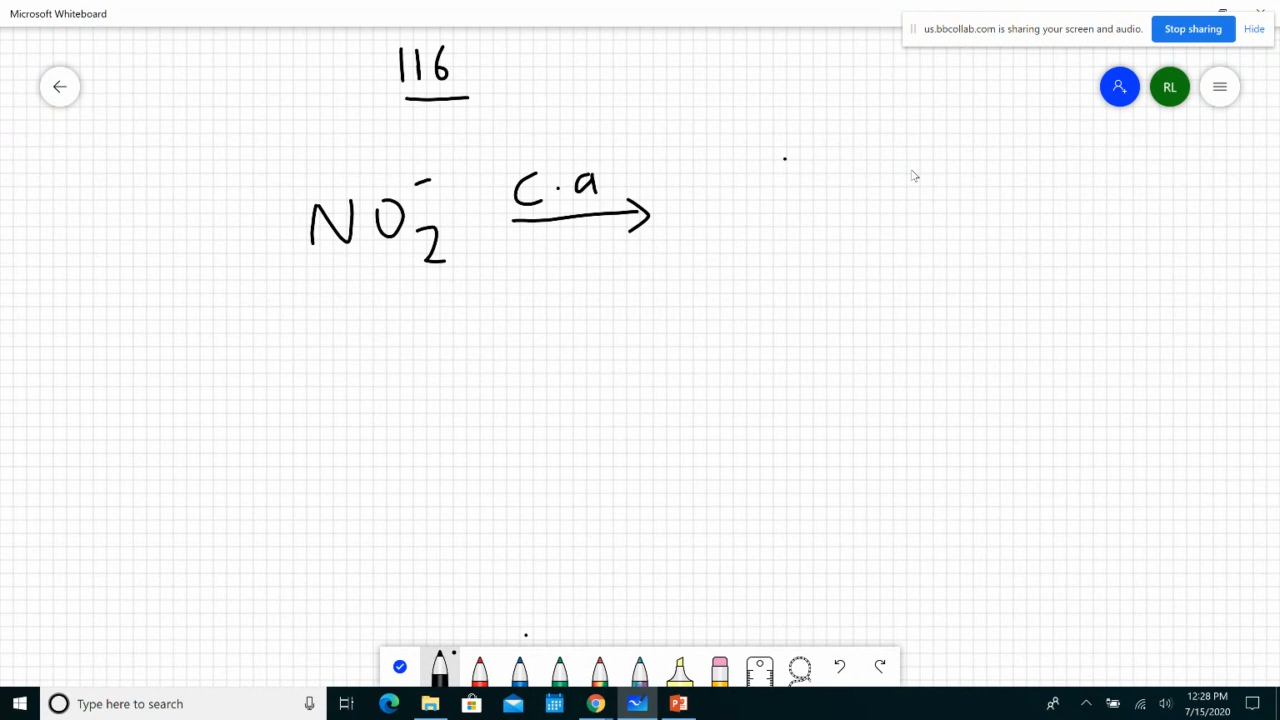 Microsoft Whiteboard
us.bbcollab.com is sharing your screen and audio. Stop sharing Hide
116
RL
NO2- C.a →
Type here to search
12:28 PM
7/15/2020